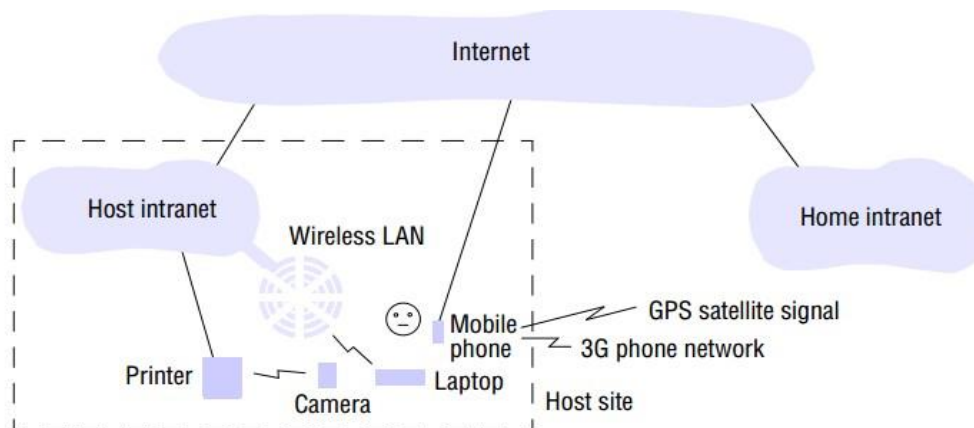 Internet
Host intranet
Home intranet
Wireless LAN
GPS satellite signal
Mobile
phone
3G phone network
Printer
Laptop
Camera
Host site